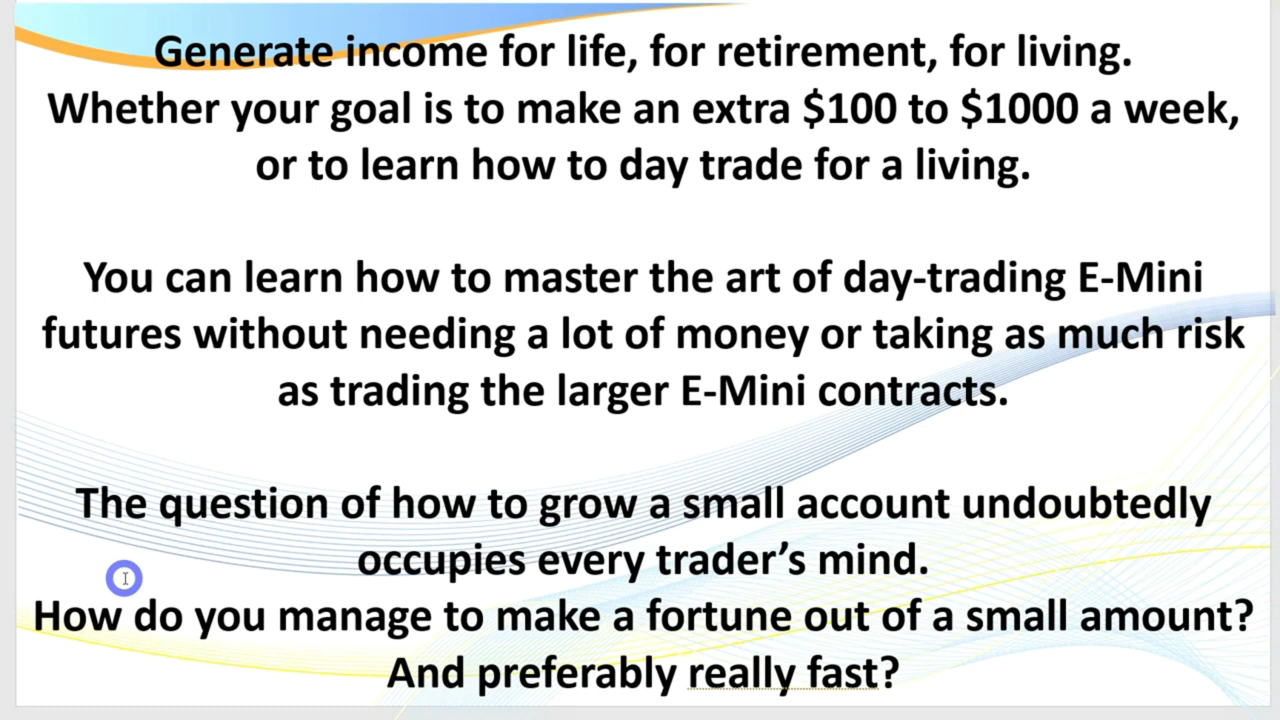 Generate income for life, for retirement, for living.
Whether your goal is to make an extra $100 to $1000 a week,
or to learn how to day trade for a living.
You can learn how to master the art of day-trading E-Mini
futures without needing a lot of money or taking as much risk
as trading the larger E-Mini contracts.
The question of how to grow a small account undoubtedly
occupies every trader’s mind.
How do you manage to make a fortune out of a small amount?
And preferably really fast?